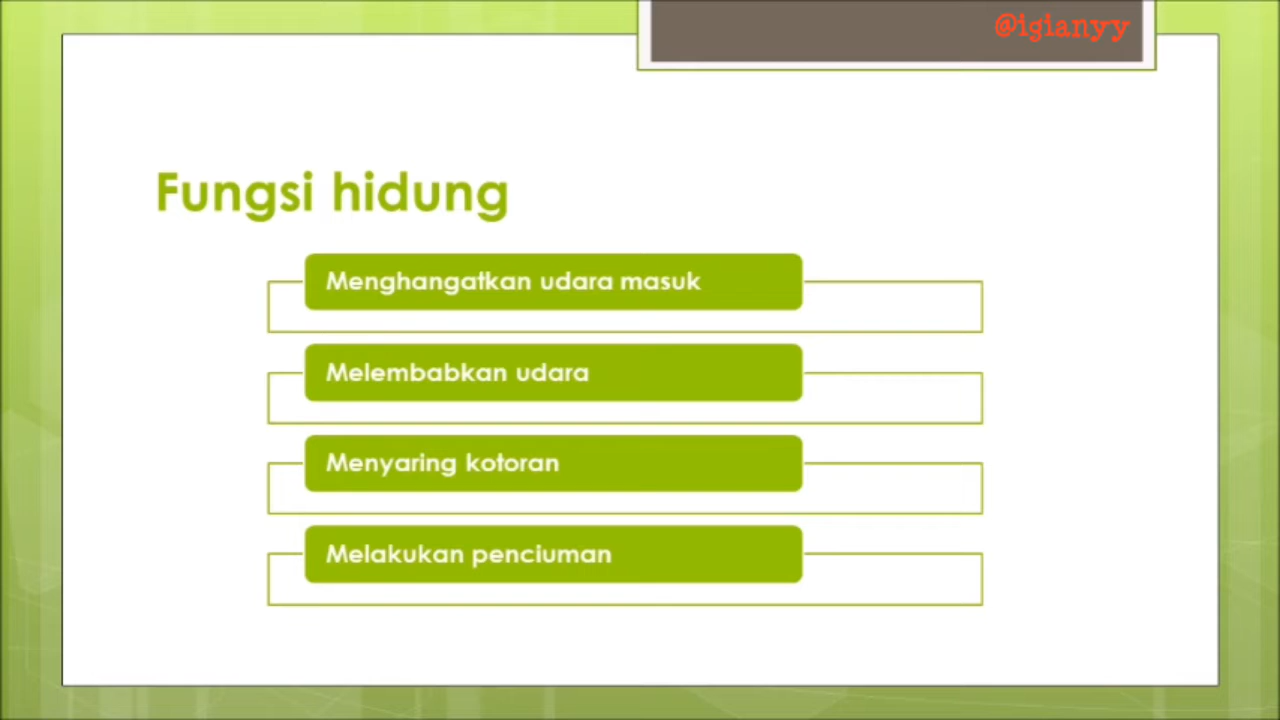 @igianyy
Fungsi hidung
Menghangatkan udara masuk
Melembabkan udara
Menyaring kotoran
Melakukan penciuman